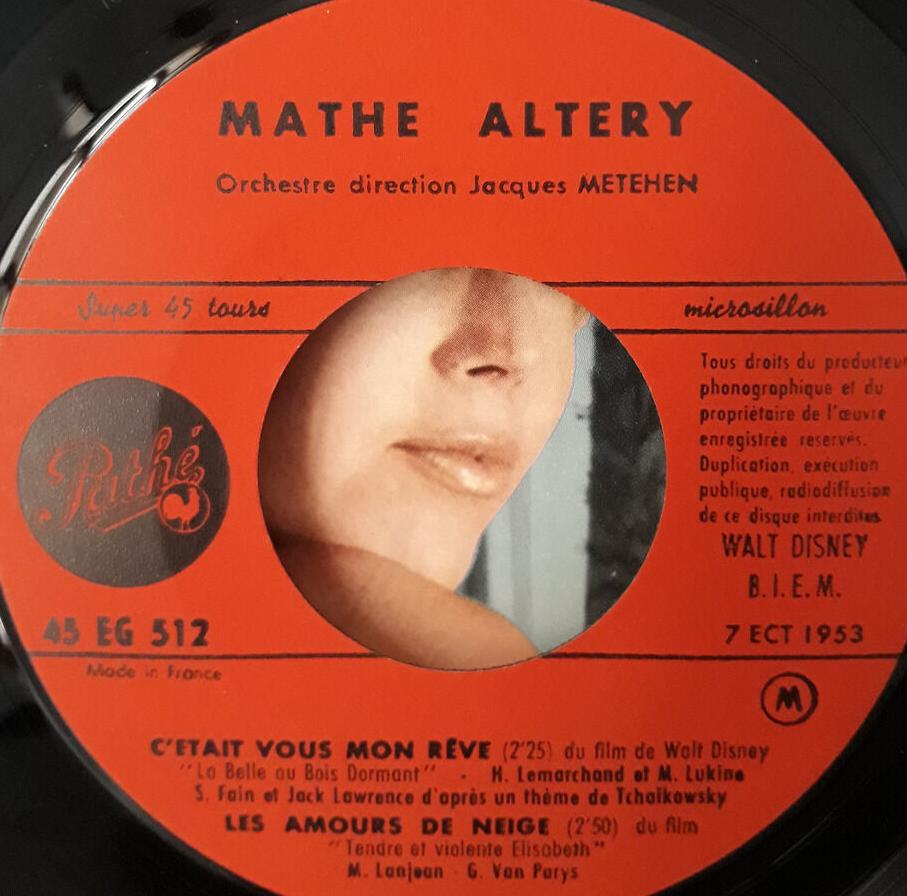 MATHE ALTERY
Orchestre direction Jacques METEHEN
Super 45 tours
microsillon
Tous droits du producteur
phonographique et du
propriétaire de l'œuvre
enregistrée réservés.
Duplication, exécution
publique, radiodiffusion
de ce disque interdites.
WALT DISNEY
B.I.E.M.
Pathé
45 EG 512
7 ECT 1953
Made in France
M
C'ETAIT VOUS MON RÊVE (2'25) du film de Walt Disney
"La Belle au Bois Dormant" - H. Lemarchand et M. Lukine
S. Fain et Jack Lawrence d'après un thème de Tchaikowsky
LES AMOURS DE NEIGE (2'50) du film
"Tendre et violente Elisabeth"
M. Lanjean - G. Van Parys